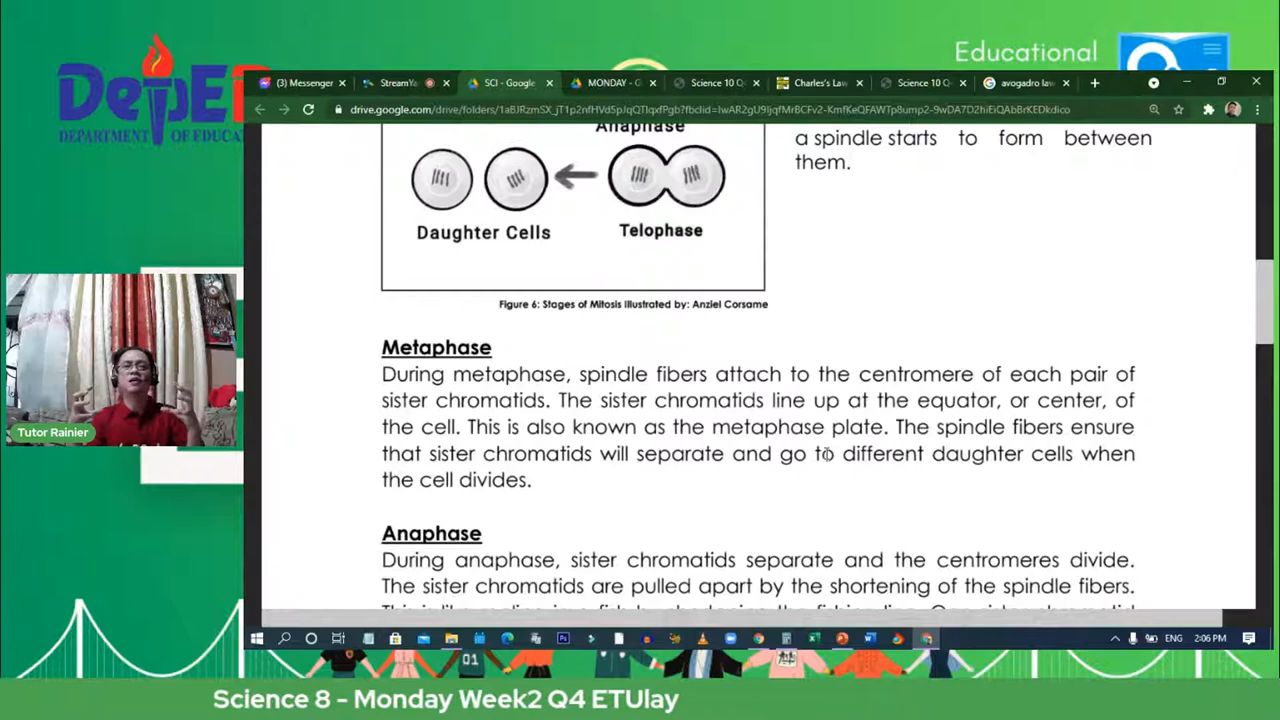 Educational
DepED
DEPARTMENT OF EDUCA
(3) Messenger
StreamYa
SCI - Google
MONDAY - G
Science 10 Q
Charle's Law
Science 10 Q
avogadro law
a spindle starts to form between
them.
Anaphase
Daughter Cells
Telophase
Figure 6: Stages of Mitosis Illustrated by: Anziel Corsame
Metaphase
During metaphase, spindle fibers attach to the centromere of each pair of
sister chromatids. The sister chromatids line up at the equator, or center, of
the cell. This is also known as the metaphase plate. The spindle fibers ensure
that sister chromatids will separate and go to different daughter cells when
the cell divides.
Anaphase
During anaphase, sister chromatids separate and the centromeres divide.
The sister chromatids are pulled apart by the shortening of the spindle fibers.
Tutor Rainier
ENG
2:06 PM
01
Science 8 - Monday Week2 Q4 ETUlay